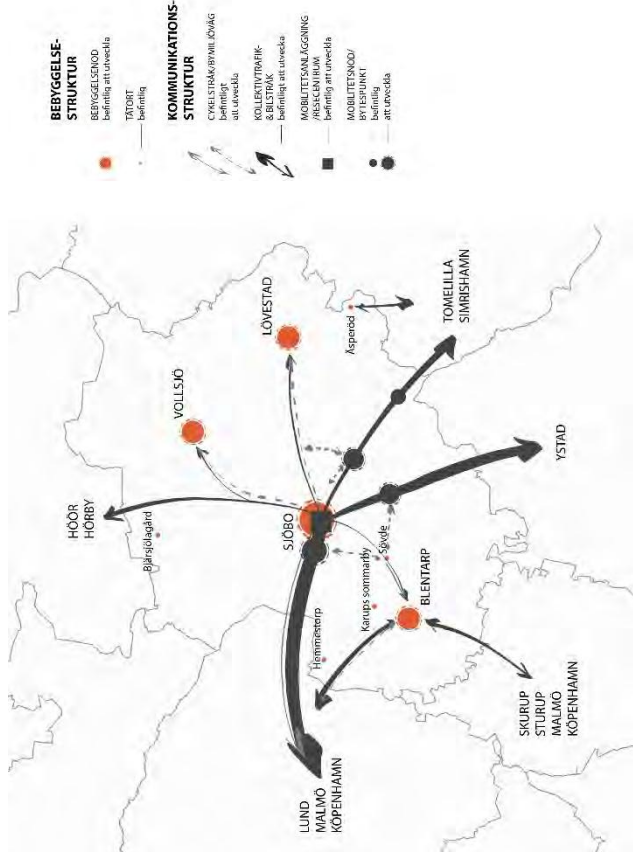 BEBYGGELSE-
STRUKTUR
BEBYGGELSENOD
befintlig att utveckla
TÄTORT
befintlig
KOMMUNIKATIONS-
STRUKTUR
CYKELSTRÅK/BYMILJÖVÄG
befintligt
att utveckla
KOLLEKTIVTRAFIK-
& BILSTRÅK
befintligt att utveckla
MOBILITETSANLÄGGNING
/RESECENTRUM
befintlig att utveckla
MOBILITETSNOD/
BYTESPUNKT
befintlig
att utveckla
HÖÖR
HÖRBY
Bjärsjölagård
VOLLSJÖ
LÖVESTAD
Äsperöd
TOMELILLA
SIMRISHAMN
YSTAD
SJÖBO
Sövde
Karups sommarby
BLENTARP
Hemmestorp
LUND
MALMÖ
KÖPENHAMN
SKURUP
STURUP
MALMÖ
KÖPENHAMN